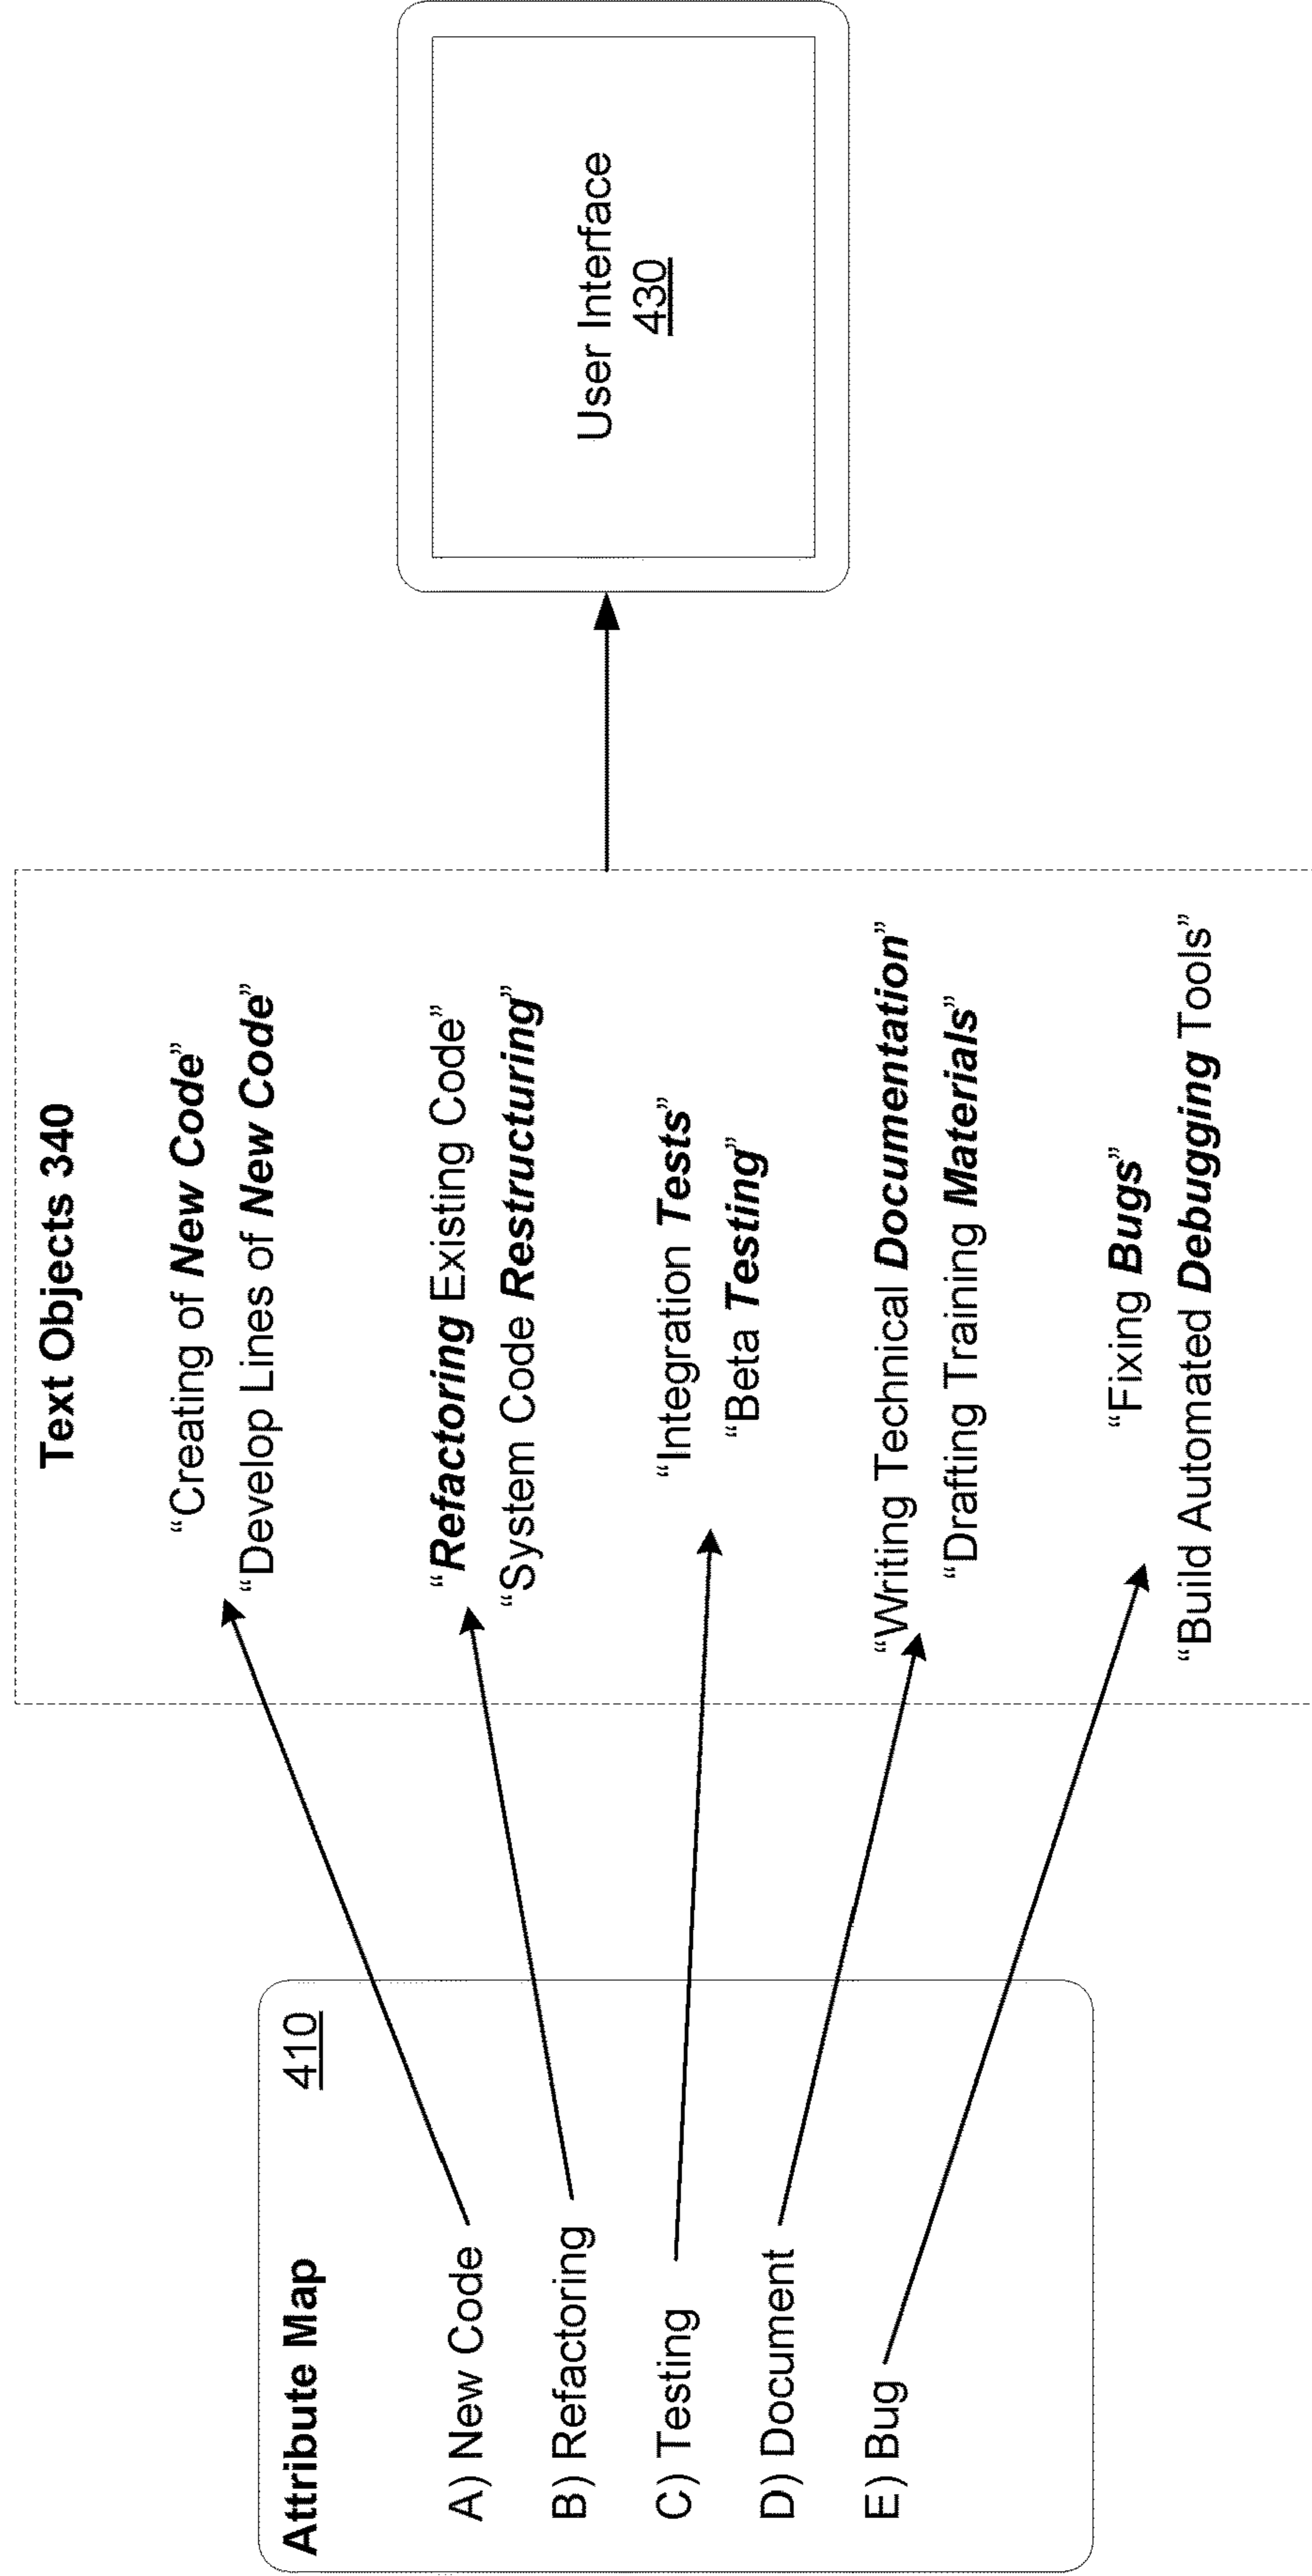 Attribute Map
410
A) New Code
B) Refactoring
C) Testing
D) Document
E) Bug
Text Objects 340
“Creating of New Code”
“Develop Lines of New Code”
“Refactoring Existing Code”
“System Code Restructuring”
“Integration Tests”
“Beta Testing”
“Writing Technical Documentation”
“Drafting Training Materials”
“Fixing Bugs”
“Build Automated Debugging Tools”
User Interface
430